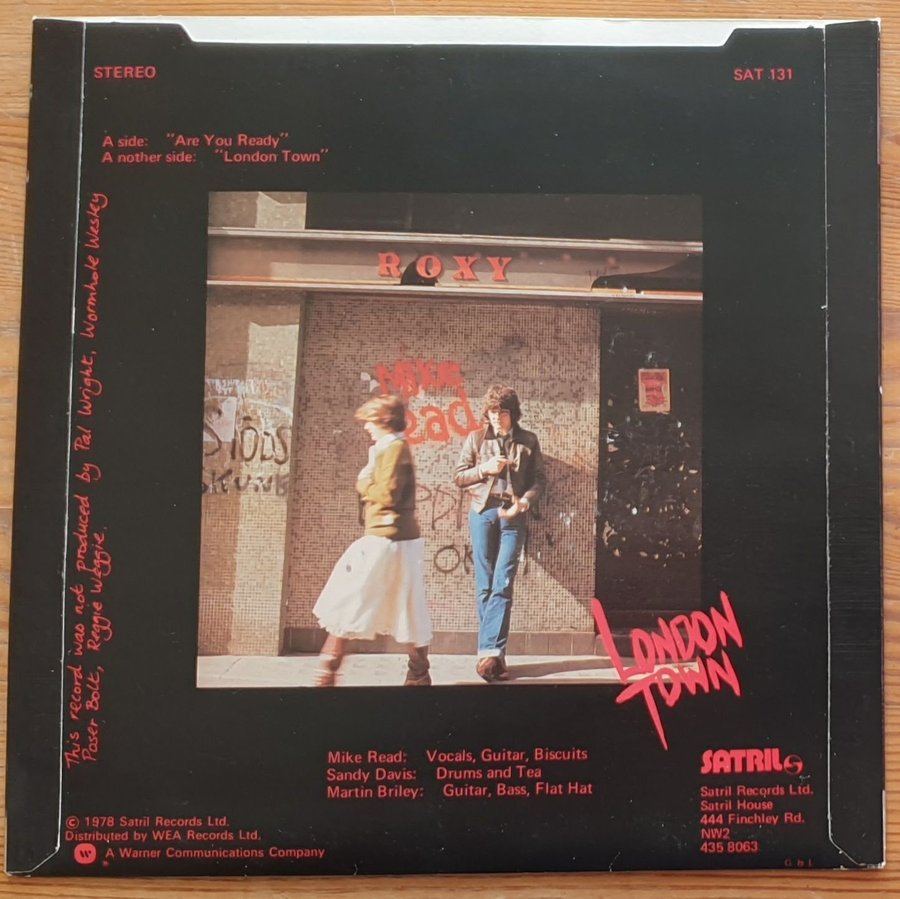 STEREO
SAT 131
A side: "Are You Ready"
A nother side: "London Town"
This record was not produced by Pal Wright, Wormhole Wesley
Poser Bolt, Reggie Weggie.
ROXY
MIKE
Read
LONDON
TOWN
Mike Read: Vocals, Guitar, Biscuits
Sandy Davis: Drums and Tea
Martin Briley: Guitar, Bass, Flat Hat
SATRIL
Satril Records Ltd.
Satril House
444 Finchley Rd.
NW2
435 8063
© 1978 Satril Records Ltd.
Distributed by WEA Records Ltd.
A Warner Communications Company
G & L